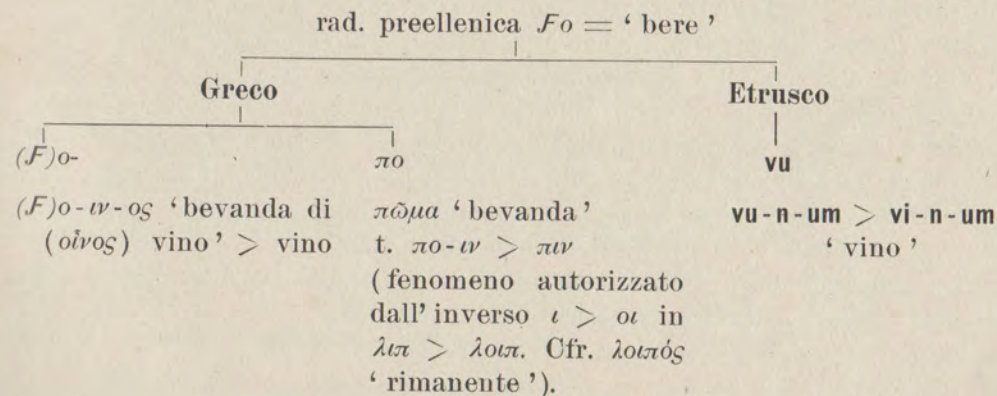 rad. preellenica Ϝο = ‘ bere ’
Greco
Etrusco
(Ϝ)ο-
πο
vu
(Ϝ)ο-ιν-ος ‘bevanda di
(οἶνος) vino’ > vino
πῶμα ‘ bevanda ’
t. πο-ιν > πιν
( fenomeno autorizzato
dall’ inverso ι > οι in
λιπ > λοιπ. Cfr. λοιπός
‘ rimanente ’).
vu-n-um > vi-n-um
‘ vino ’